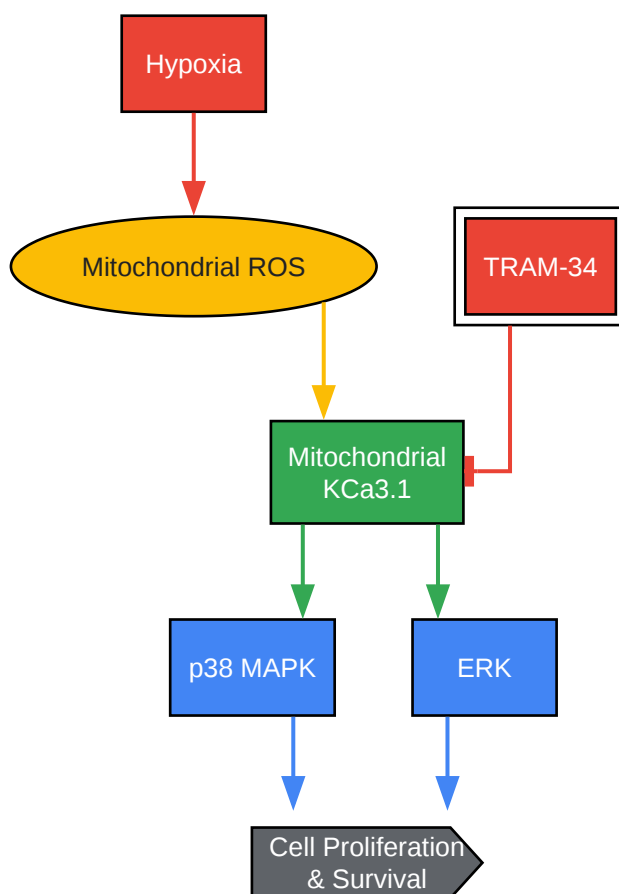 Hypoxia
Mitochondrial ROS
TRAM-34
Mitochondrial
KCa3.1
p38 MAPK
ERK
Cell Proliferation
& Survival